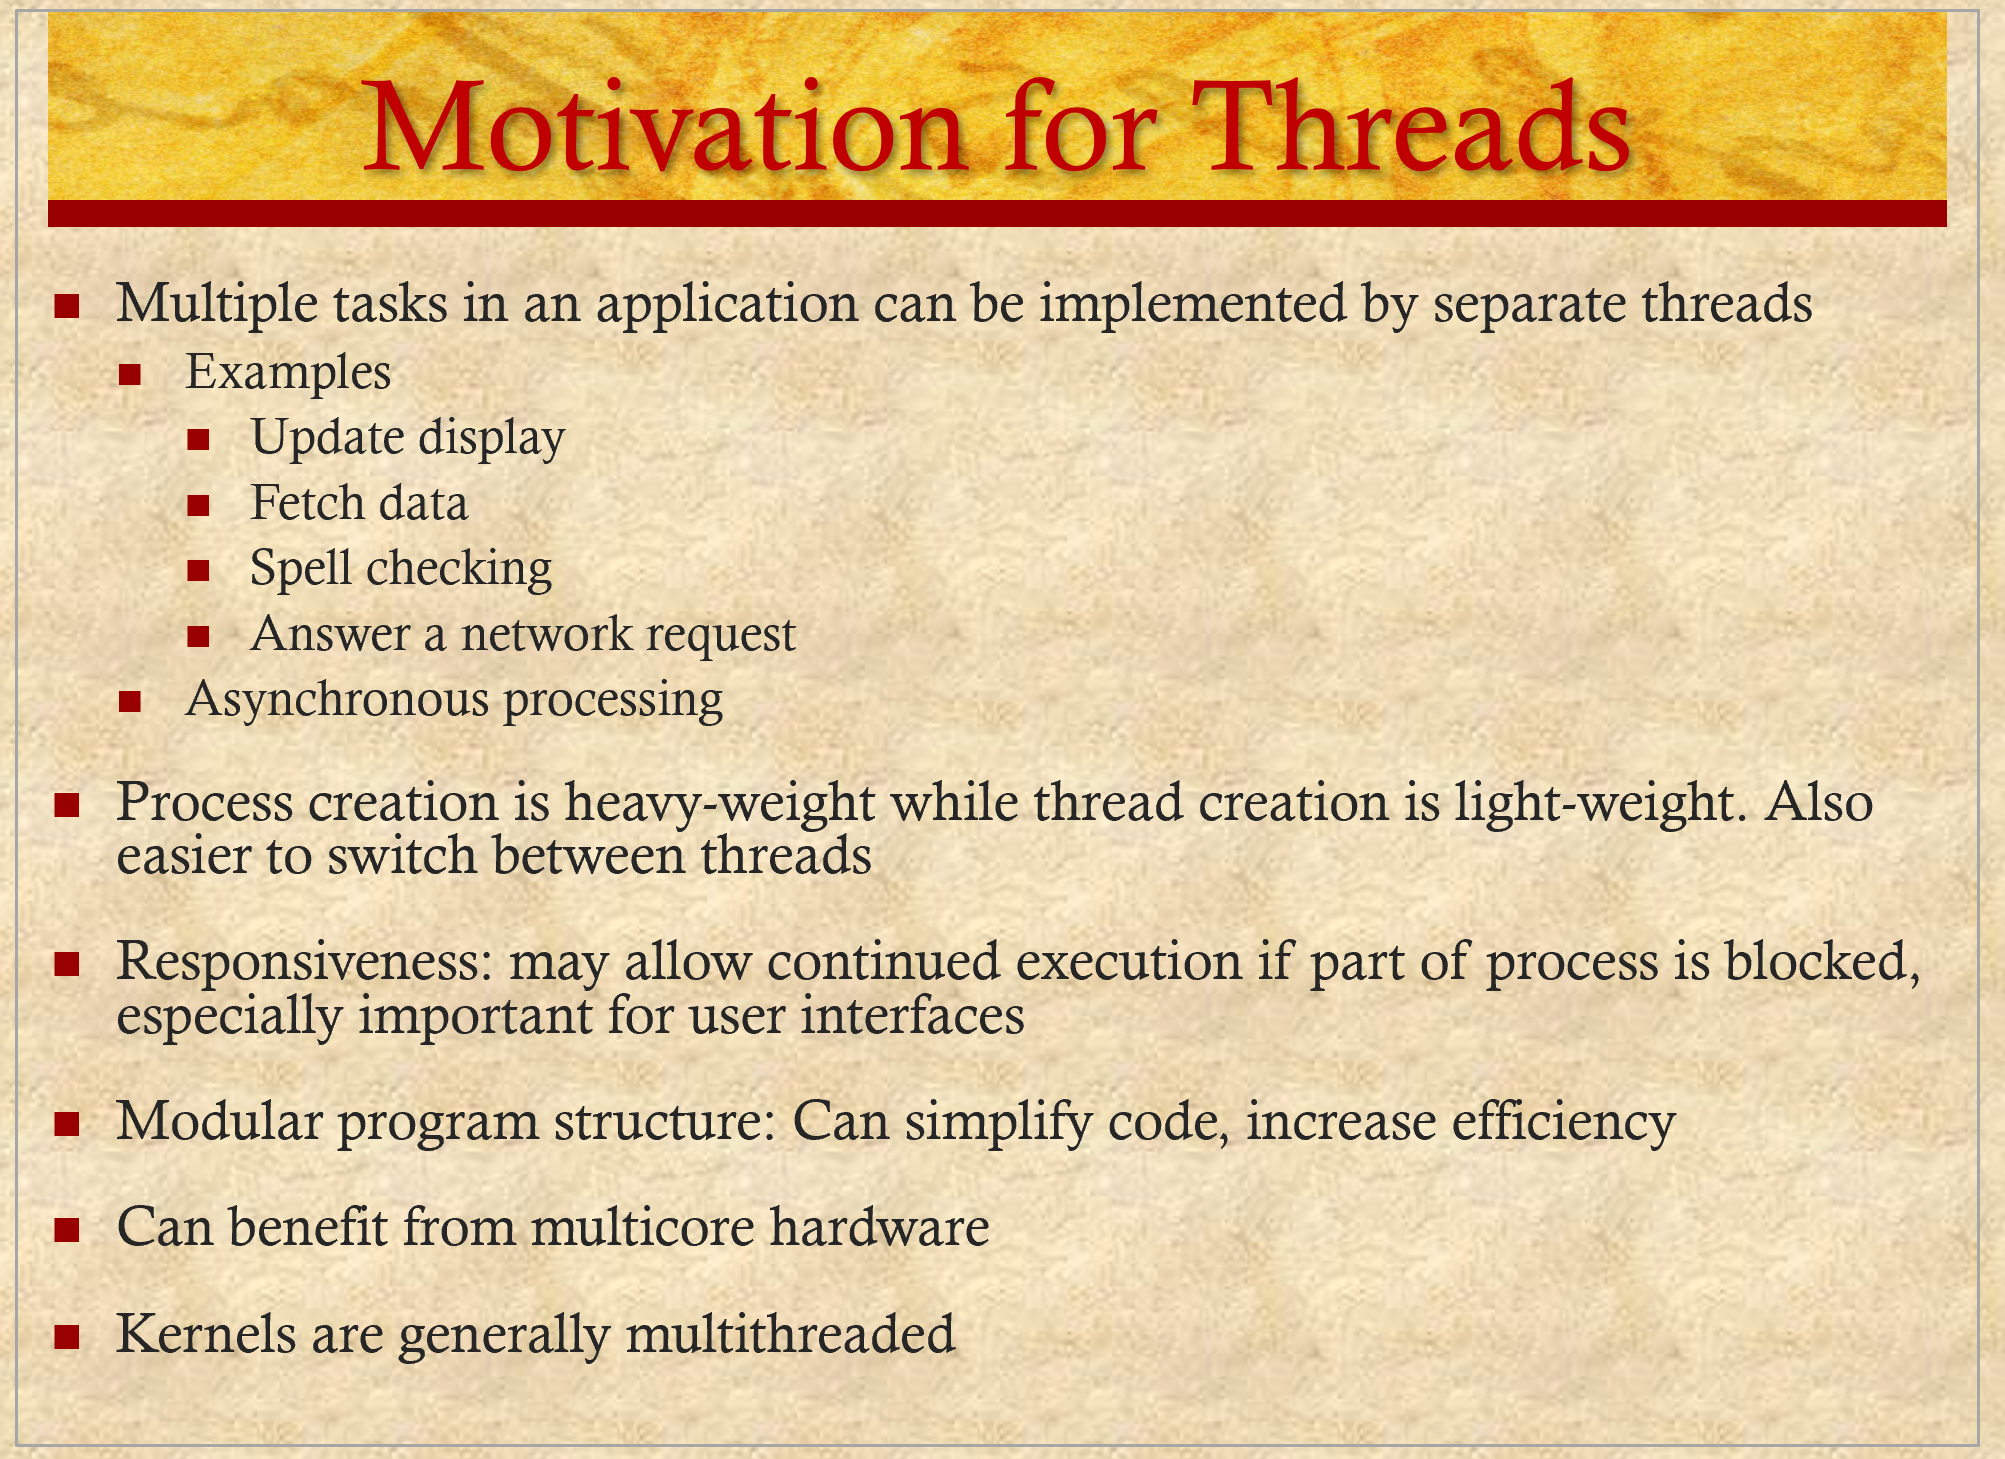 Motivation for Threads
Multiple tasks in an application can be implemented by separate threads
Examples
Update display
Fetch data
Spell checking
Answer a network request
Asynchronous processing
Process creation is heavy-weight while thread creation is light-weight. Also
easier to switch between threads
Responsiveness: may allow continued execution if part of process is blocked,
especially important for user interfaces
Modular program structure: Can simplify code, increase efficiency
Can benefit from multicore hardware
Kernels are generally multithreaded